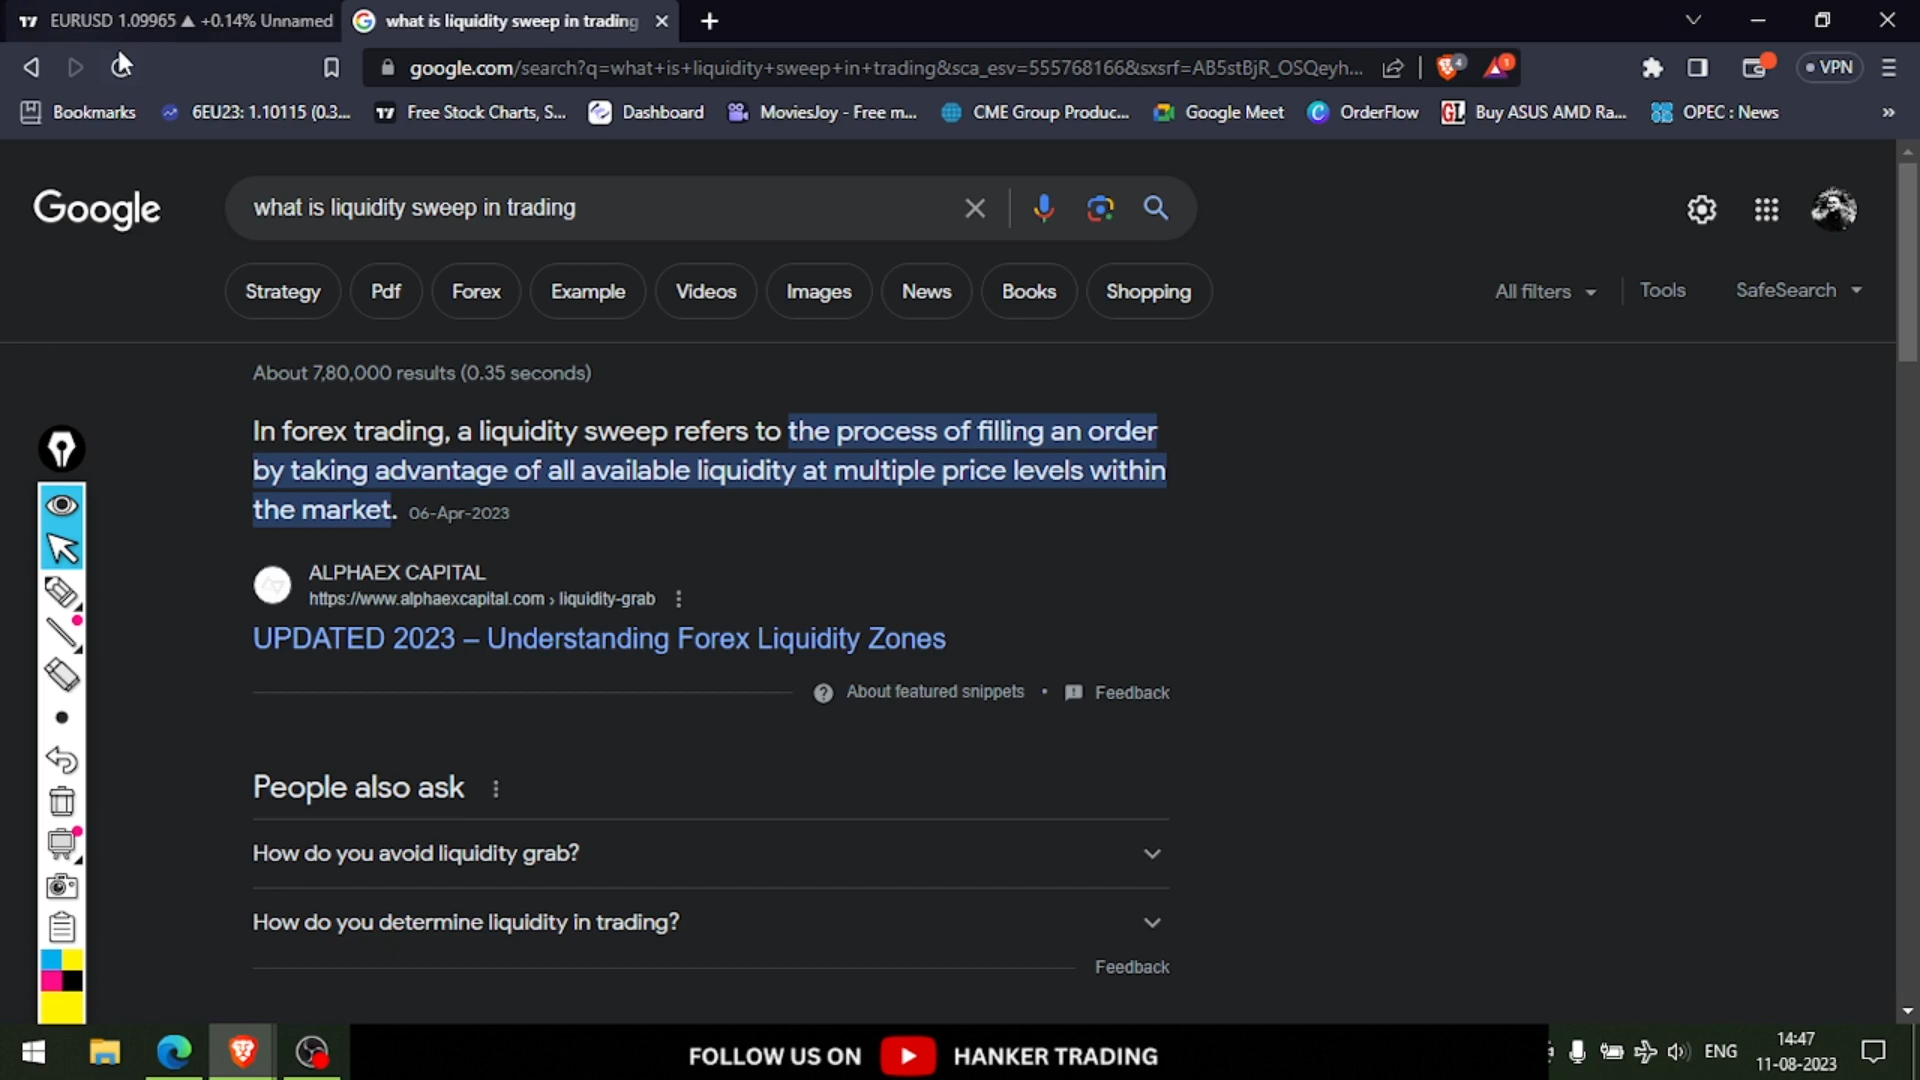 EURUSD 1.09965 ▲ +0.14% Unnamed
what is liquidity sweep in trading
google.com/search?q=what+is+liquidity+sweep+in+trading&sca_esv=555768166&sxsrf=AB5stBjR_OSQeyh...
4
1
VPN
Bookmarks
6EU23: 1.10115 (0.3...
Free Stock Charts, S...
Dashboard
MoviesJoy - Free m...
CME Group Produc...
Google Meet
OrderFlow
Buy ASUS AMD Ra...
OPEC : News
»
Google
what is liquidity sweep in trading
Strategy
Pdf
Forex
Example
Videos
Images
News
Books
Shopping
All filters
Tools
SafeSearch
About 7,80,000 results (0.35 seconds)
In forex trading, a liquidity sweep refers to the process of filling an order
by taking advantage of all available liquidity at multiple price levels within
the market. 06-Apr-2023
ALPHAEX CAPITAL
https://www.alphaexcapital.com › liquidity-grab
UPDATED 2023 – Understanding Forex Liquidity Zones
About featured snippets • Feedback
People also ask
How do you avoid liquidity grab?
How do you determine liquidity in trading?
Feedback
FOLLOW US ON HANKER TRADING
ENG
14:47
11-08-2023